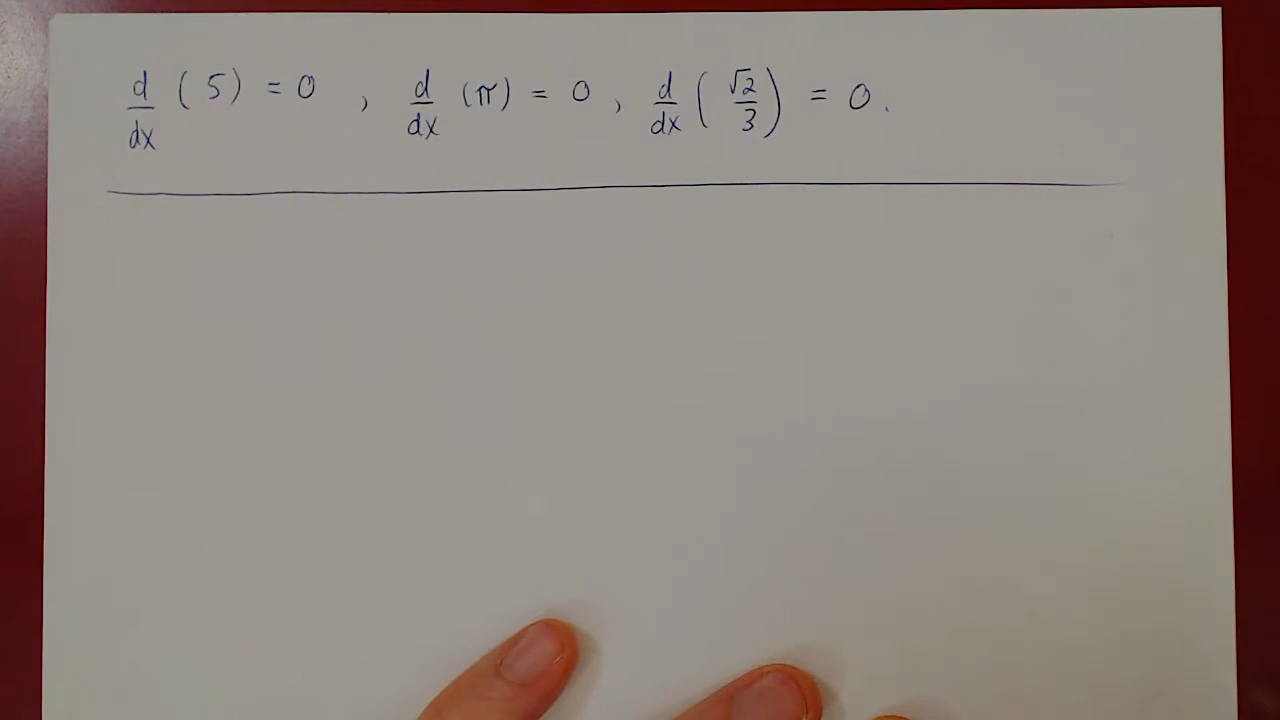 d/dx (5) = 0 , d/dx (π) = 0 , d/dx (√2/3) = 0.